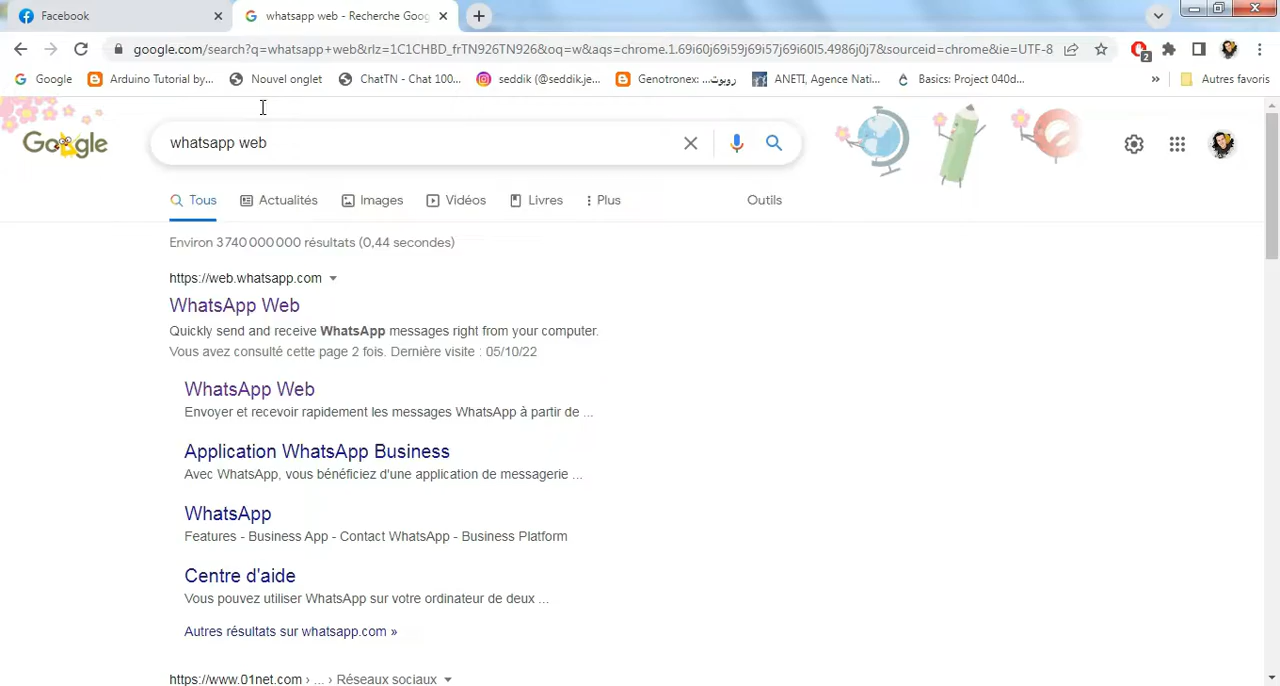 Facebook
whatsapp web - Recherche Goog
google.com/search?q=whatsapp+web&rlz=1C1CHBD_frTN926TN926&oq=w&aqs=chrome.1.69i60j69i59j69i57j69i60l5.4986j0j7&sourceid=chrome&ie=UTF-8
2
Google
Arduino Tutorial by...
Nouvel onglet
ChatTN - Chat 100...
seddik (@seddik.je...
Genotronex: روبوت...
ANETI, Agence Nati...
Basics: Project 040d...
»
Autres favoris
Google
whatsapp web
Tous
Actualités
Images
Vidéos
Livres
Plus
Outils
Environ 3 740 000 000 résultats (0,44 secondes)
https://web.whatsapp.com
WhatsApp Web
Quickly send and receive WhatsApp messages right from your computer.
Vous avez consulté cette page 2 fois. Dernière visite : 05/10/22
WhatsApp Web
Envoyer et recevoir rapidement les messages WhatsApp à partir de ...
Application WhatsApp Business
Avec WhatsApp, vous bénéficiez d'une application de messagerie ...
WhatsApp
Features - Business App - Contact WhatsApp - Business Platform
Centre d'aide
Vous pouvez utiliser WhatsApp sur votre ordinateur de deux ...
Autres résultats sur whatsapp.com »
https://www.01net.com › ... › Réseaux sociaux